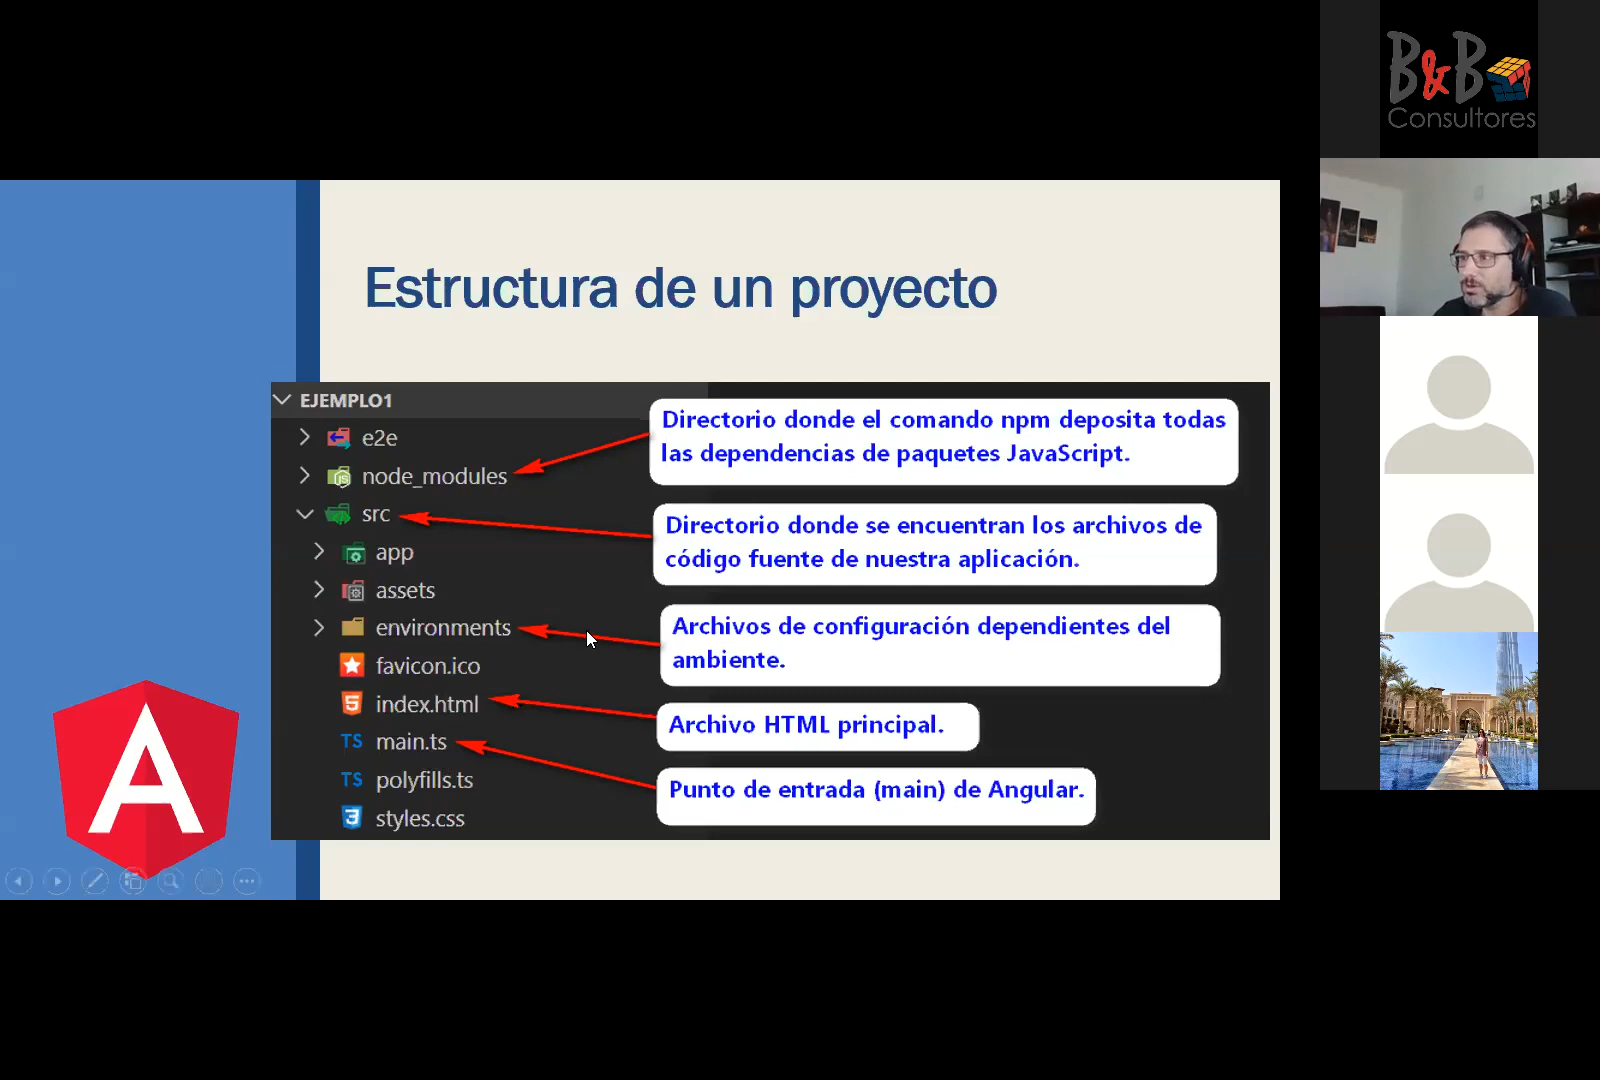 B&B
Consultores
Estructura de un proyecto
EJEMPLO1
e2e
node_modules
src
app
assets
environments
favicon.ico
index.html
TS main.ts
TS polyfills.ts
styles.css
Directorio donde el comando npm deposita todas
las dependencias de paquetes JavaScript.
Directorio donde se encuentran los archivos de
código fuente de nuestra aplicación.
Archivos de configuración dependientes del
ambiente.
Archivo HTML principal.
Punto de entrada (main) de Angular.
A